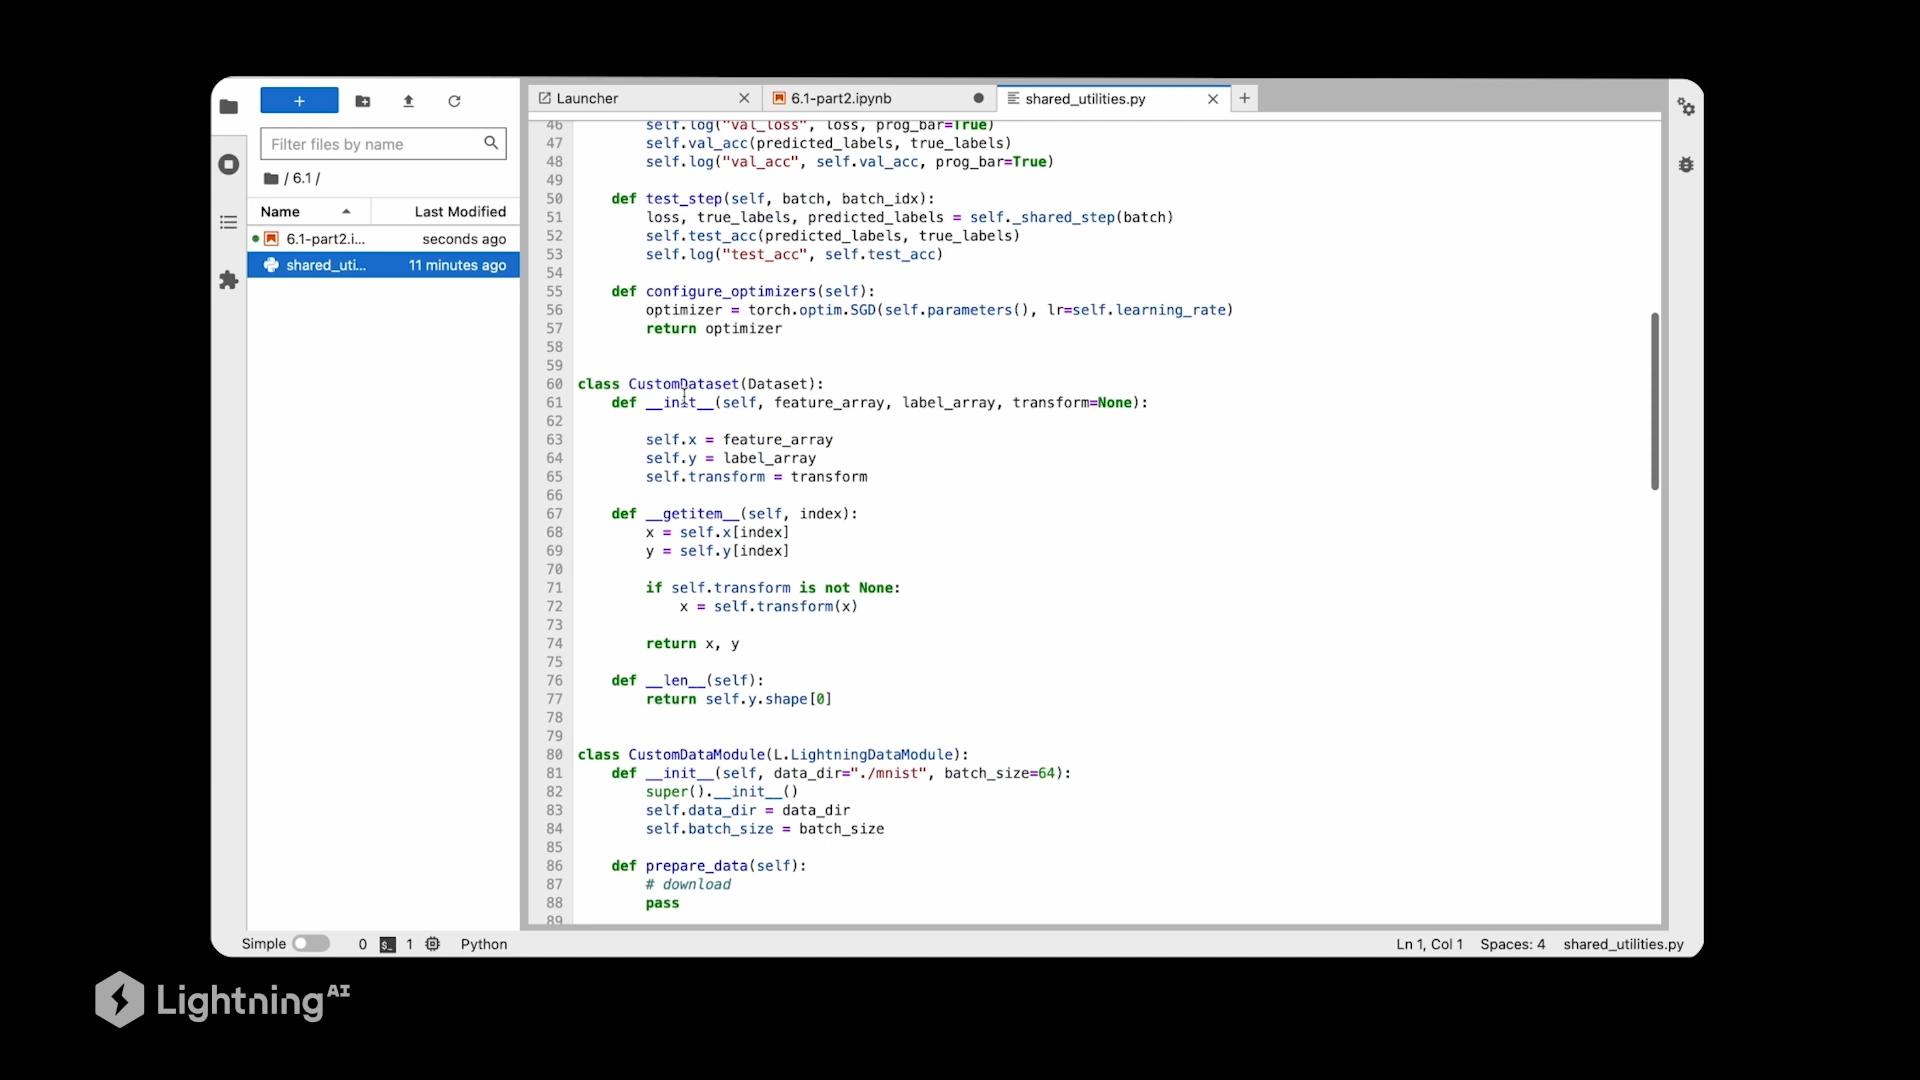 Launcher
6.1-part2.ipynb
shared_utilities.py
Filter files by name
/ 6.1 /
Name
Last Modified
6.1-part2.i...
seconds ago
shared_uti...
11 minutes ago
46 self.log("val_loss", loss, prog_bar=True)
47 self.val_acc(predicted_labels, true_labels)
48 self.log("val_acc", self.val_acc, prog_bar=True)
49
50 def test_step(self, batch, batch_idx):
51 loss, true_labels, predicted_labels = self._shared_step(batch)
52 self.test_acc(predicted_labels, true_labels)
53 self.log("test_acc", self.test_acc)
54
55 def configure_optimizers(self):
56 optimizer = torch.optim.SGD(self.parameters(), lr=self.learning_rate)
57 return optimizer
58
59
60 class CustomDataset(Dataset):
61 def __init__(self, feature_array, label_array, transform=None):
62
63 self.x = feature_array
64 self.y = label_array
65 self.transform = transform
66
67 def __getitem__(self, index):
68 x = self.x[index]
69 y = self.y[index]
70
71 if self.transform is not None:
72 x = self.transform(x)
73
74 return x, y
75
76 def __len__(self):
77 return self.y.shape[0]
78
79
80 class CustomDataModule(L.LightningDataModule):
81 def __init__(self, data_dir="./mnist", batch_size=64):
82 super().__init__()
83 self.data_dir = data_dir
84 self.batch_size = batch_size
85
86 def prepare_data(self):
87 # download
88 pass
89
Simple 0 1 Python
Ln 1, Col 1 Spaces: 4 shared_utilities.py
Lightning AI